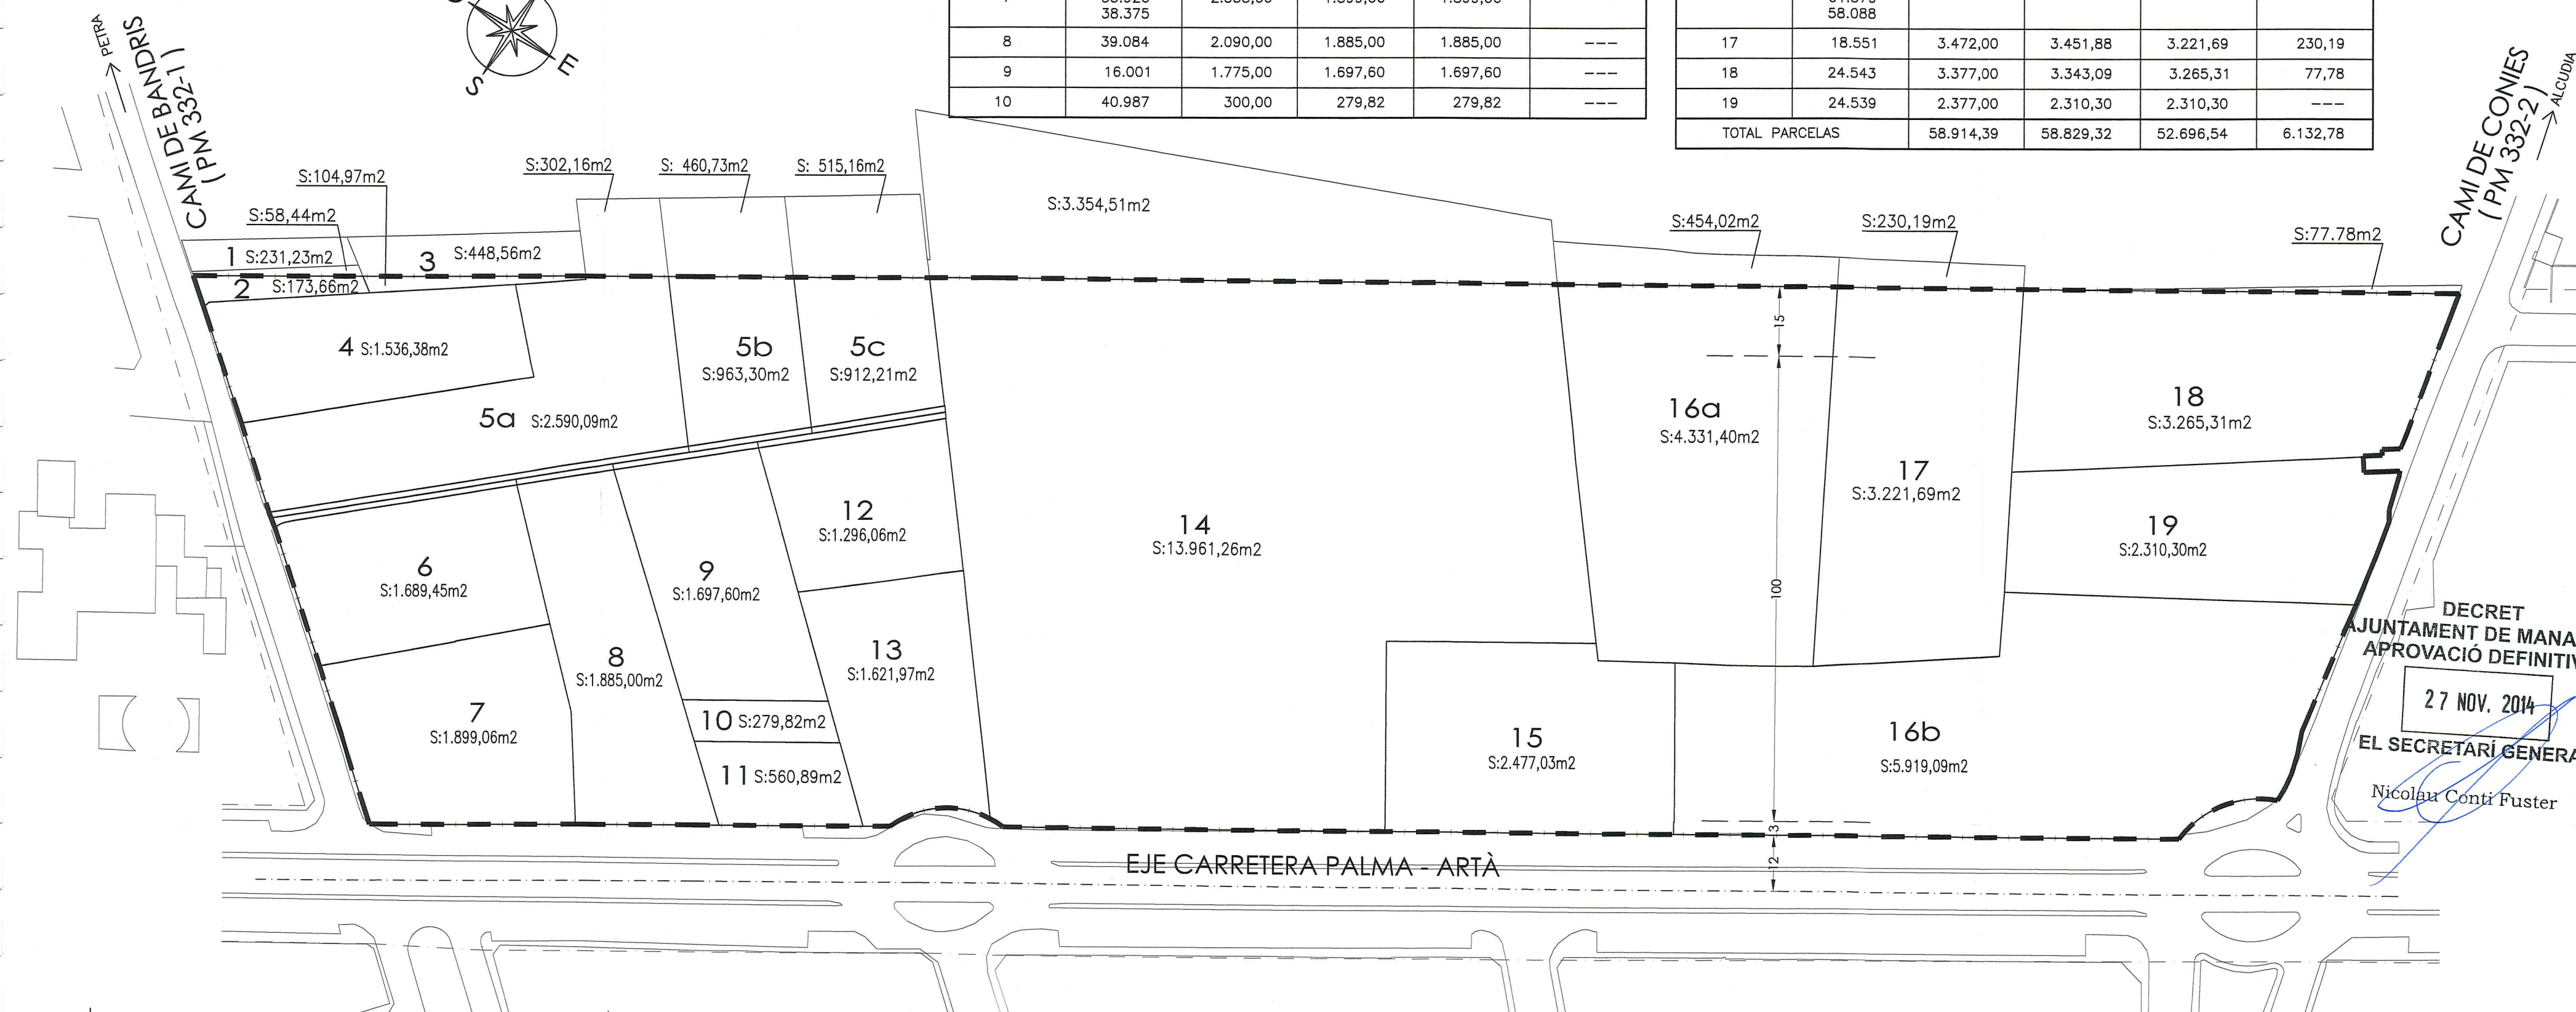 38.375
58.088
8 39.084 2.090,00 1.885,00 1.885,00 ---
9 16.001 1.775,00 1.697,60 1.697,60 ---
10 40.987 300,00 279,82 279,82 ---
17 18.551 3.472,00 3.451,88 3.221,69 230,19
18 24.543 3.377,00 3.343,09 3.265,31 77,78
19 24.539 2.377,00 2.310,30 2.310,30 ---
TOTAL PARCELAS 58.914,39 58.829,32 52.696,54 6.132,78
PETRA
CAMI DE BANDRIS
( PM 332-1 )
S
E
CAMI DE CONIES
( PM 332-2 )
ALCUDIA
S:302,16m2
S: 460,73m2
S: 515,16m2
S:104,97m2
S:58,44m2
S:3.354,51m2
S:454,02m2
S:230,19m2
S:77.78m2
1 S:231,23m2
3 S:448,56m2
2 S:173,66m2
15
4 S:1.536,38m2
5b
S:963,30m2
5c
S:912,21m2
5a S:2.590,09m2
16a
S:4.331,40m2
18
S:3.265,31m2
17
S:3.221,69m2
12
S:1.296,06m2
14
S:13.961,26m2
19
S:2.310,30m2
6
S:1.689,45m2
9
S:1.697,60m2
100
13
S:1.621,97m2
8
S:1.885,00m2
7
S:1.899,06m2
10 S:279,82m2
11 S:560,89m2
15
S:2.477,03m2
16b
S:5.919,09m2
3
12
EJE CARRETERA PALMA - ARTÀ
DECRET
AJUNTAMENT DE MANA
APROVACIÓ DEFINITIV
27 NOV. 2014
EL SECRETARÍ GENERA
Nicolau Conti Fuster